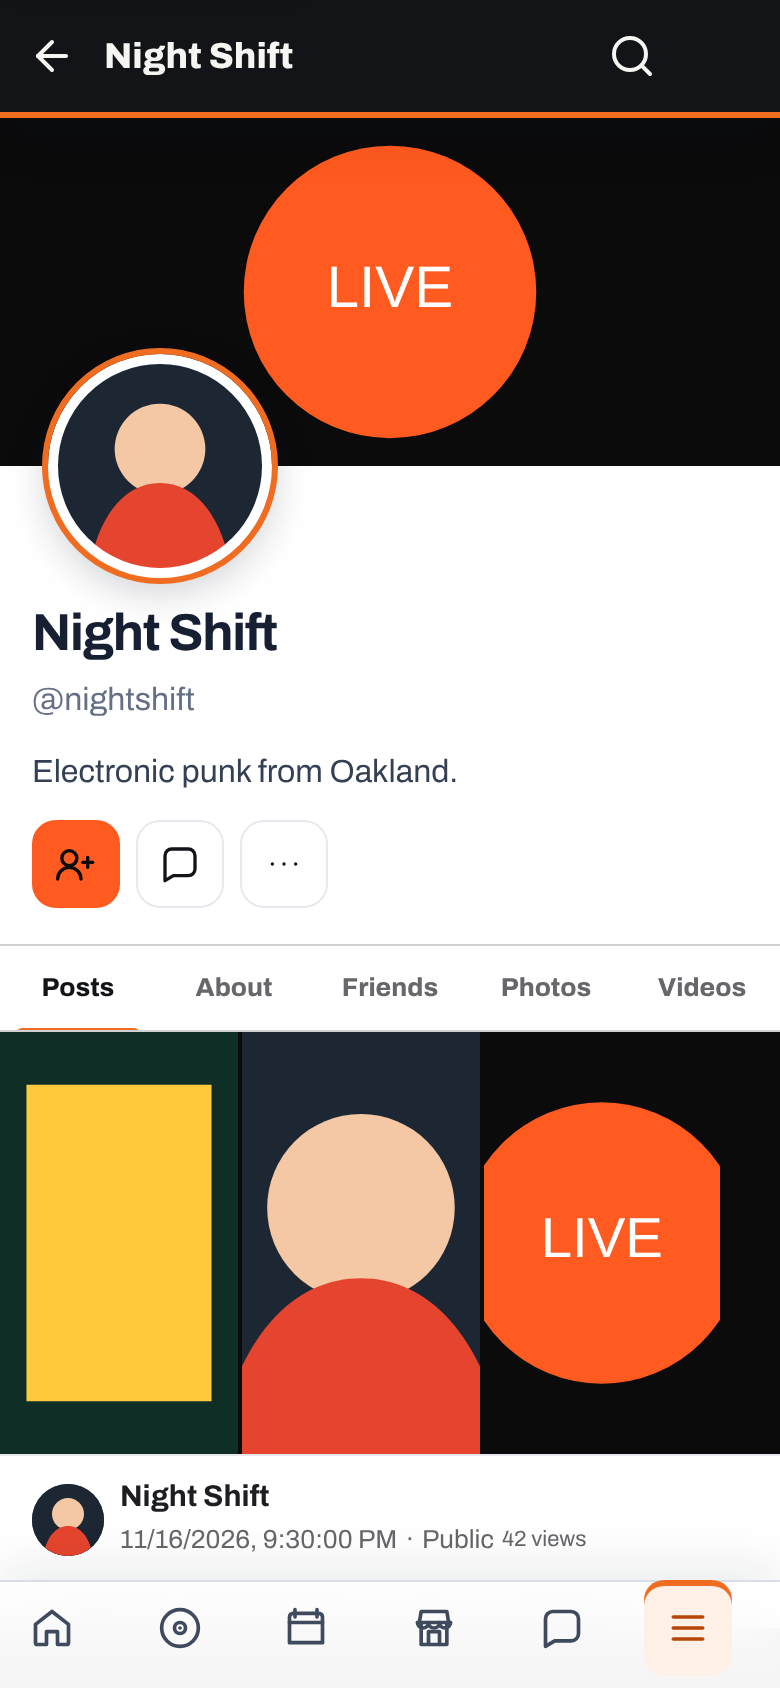 Night Shift
LIVE
Night Shift
@nightshift
Electronic punk from Oakland.
Posts About Friends Photos Videos
LIVE
Night Shift
11/16/2026, 9:30:00 PM · Public 42 views